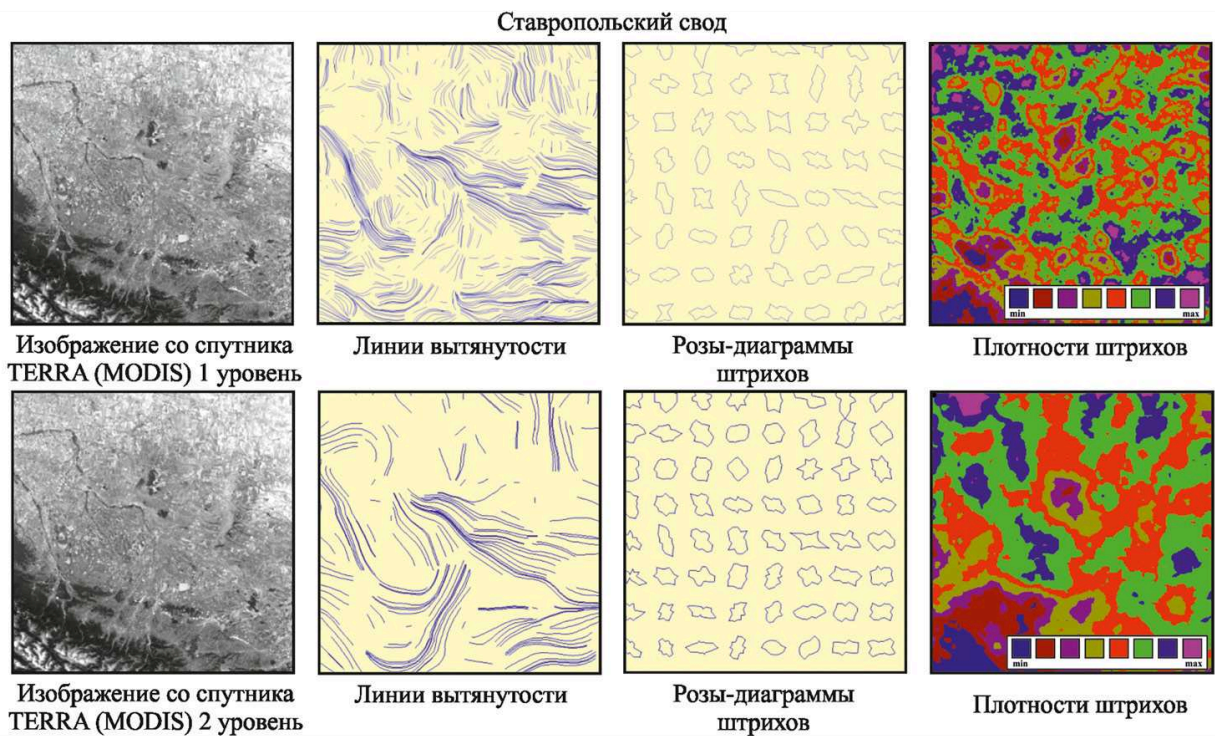 Ставропольский свод
min
max
Изображение со спутника
TERRA (MODIS) 1 уровень
Линии вытянутости
Розы-диаграммы
штрихов
Плотности штрихов
min
max
Изображение со спутника
TERRA (MODIS) 2 уровень
Линии вытянутости
Розы-диаграммы
штрихов
Плотности штрихов